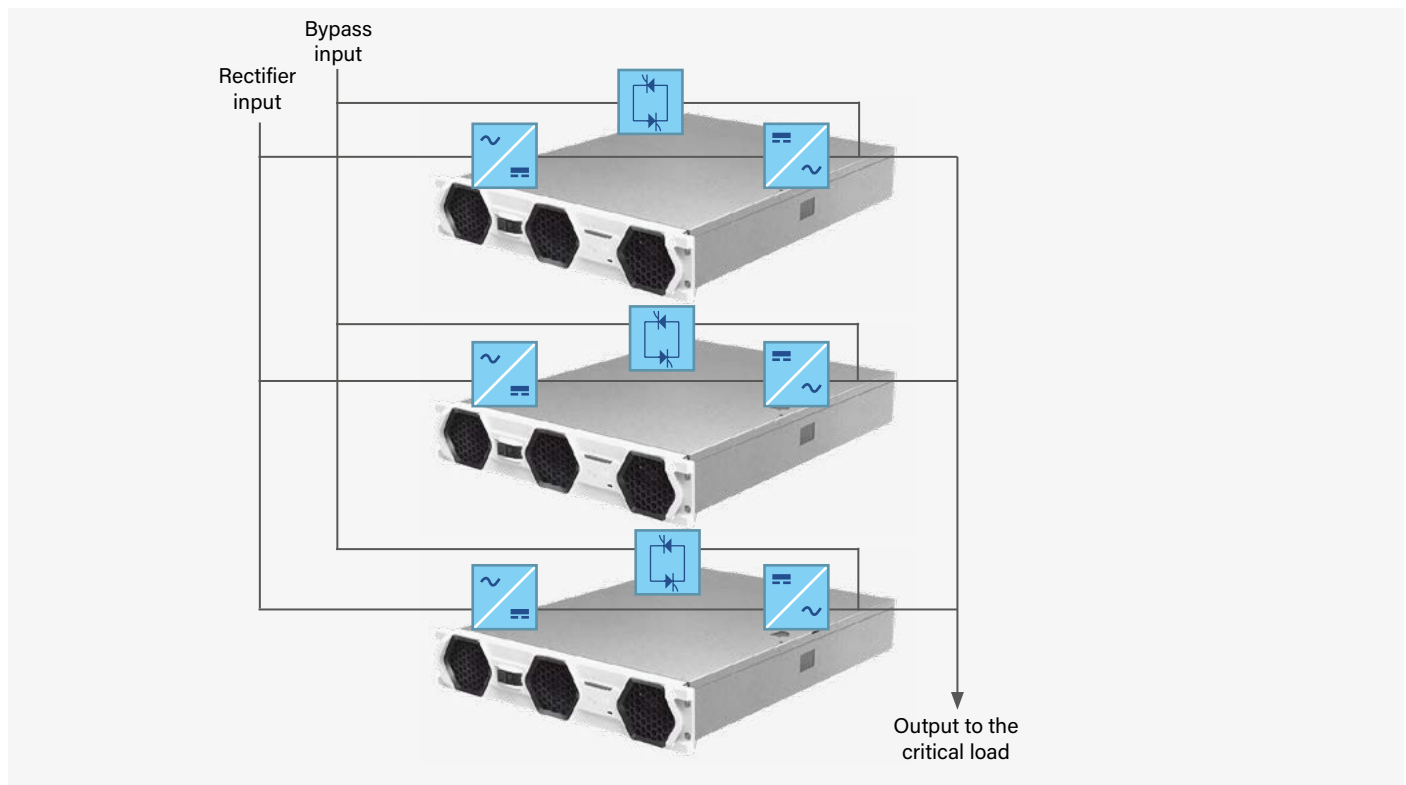 Bypass
input
Rectifier
input
Output to the
critical load